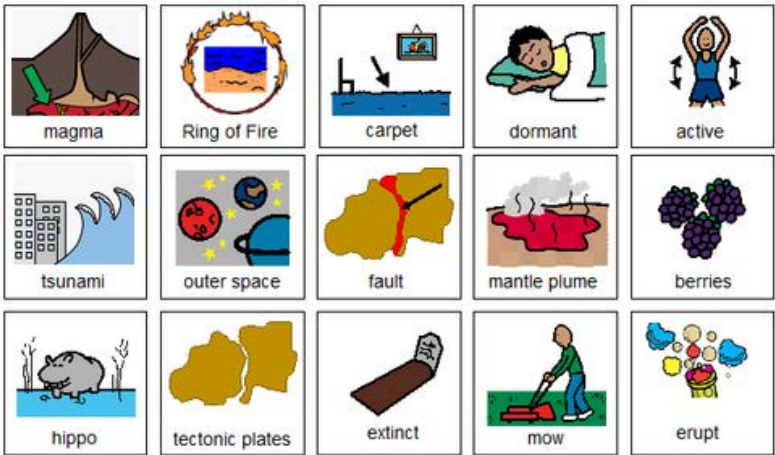 magma
Ring of Fire
carpet
dormant
active
tsunami
outer space
fault
mantle plume
berries
hippo
tectonic plates
extinct
mow
erupt